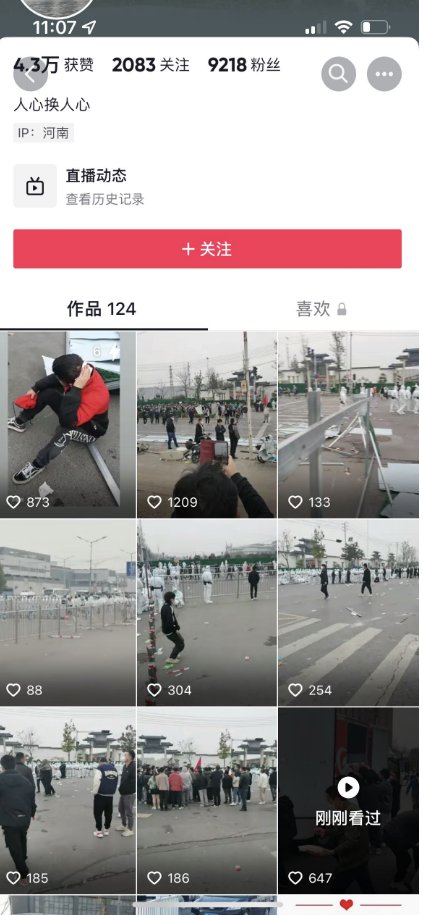 11:07
4.3万 获赞 2083 关注 9218 粉丝
人心换人心
IP：河南
直播动态
查看历史记录
+ 关注
作品 124 喜欢
873 1209 133
88 304 254
185 186 刚刚看过 647